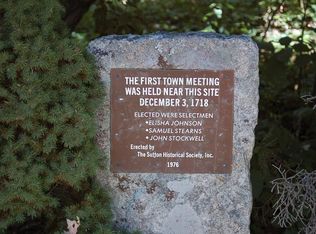 THE FIRST TOWN MEETING
WAS HELD NEAR THIS SITE
DECEMBER 3, 1718
ELECTED WERE SELECTMEN
•ELISHA JOHNSON
•SAMUEL STEARNS
•JOHN STOCKWELL
Erected by
The Sutton Historical Society, Inc.
1976